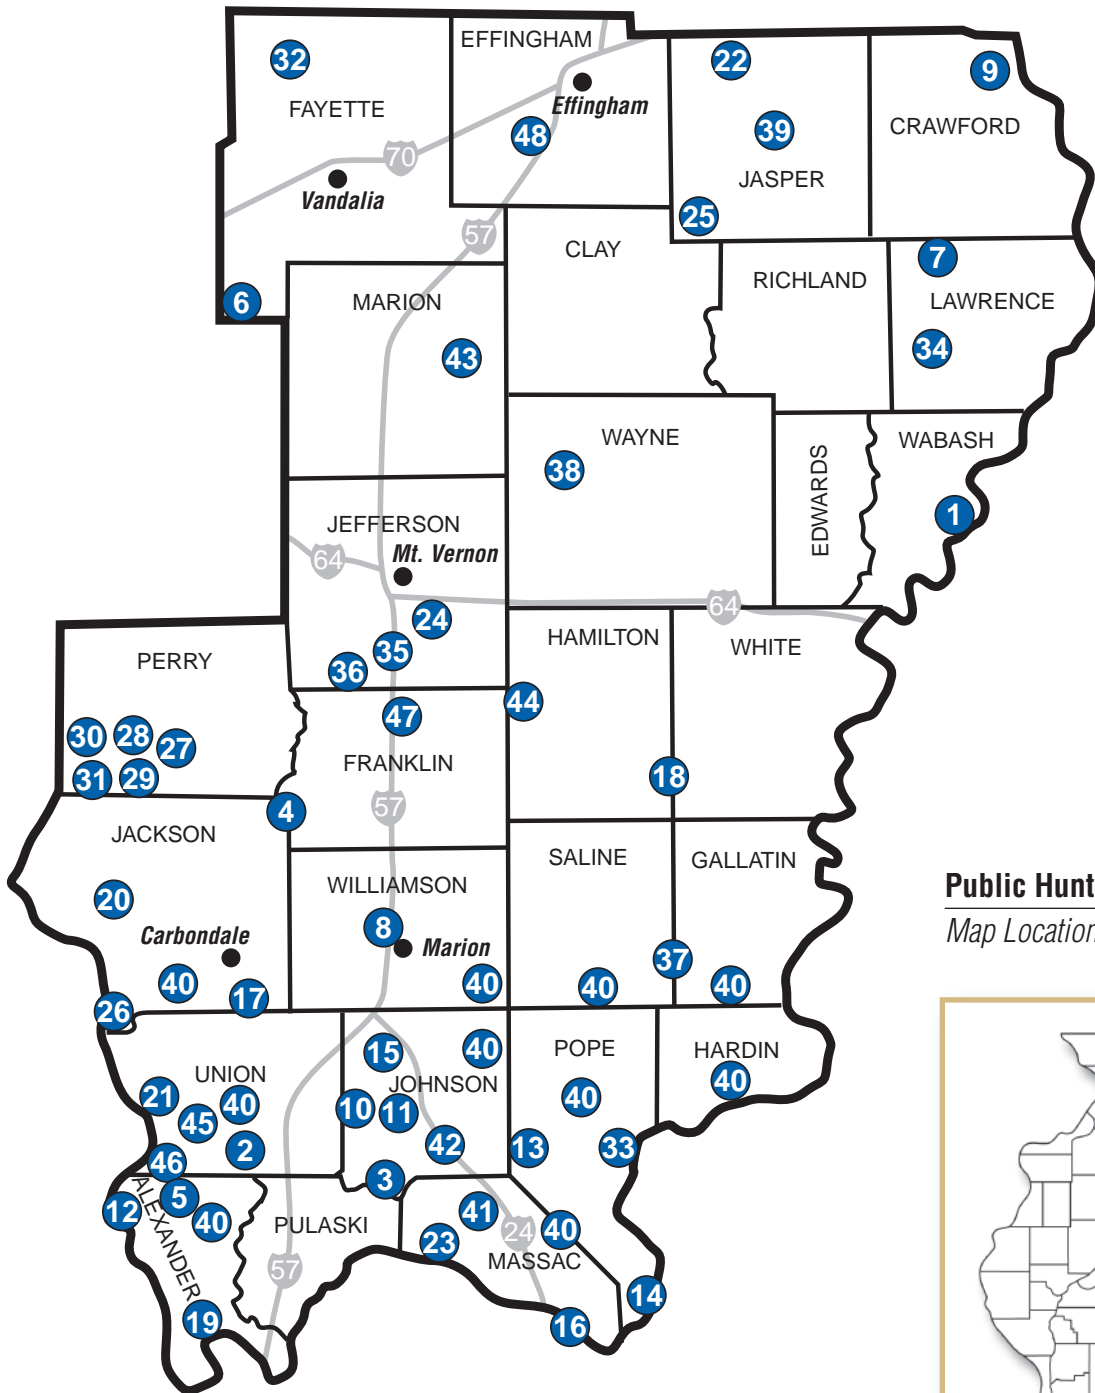 EFFINGHAM
32
22
9
Effingham
FAYETTE
48
39
CRAWFORD
70
JASPER
Vandalia
25
57
CLAY
7
RICHLAND
6
MARION
LAWRENCE
43
34
WAYNE
WABASH
38
EDWARDS
1
JEFFERSON
Mt. Vernon
64
64
24
HAMILTON
WHITE
PERRY
35
36
44
47
30
28
27
FRANKLIN
18
31
29
4
57
JACKSON
SALINE
GALLATIN
WILLIAMSON
Public Hunt
20
8
Carbondale
Marion
Map Location
37
40
17
40
40
40
26
15
40
POPE
HARDIN
UNION
JOHNSON
40
21
40
10
11
40
45
2
42
13
33
46
3
5
ALEXANDER
12
40
PULASKI
41
24
40
23
MASSAC
57
14
19
16